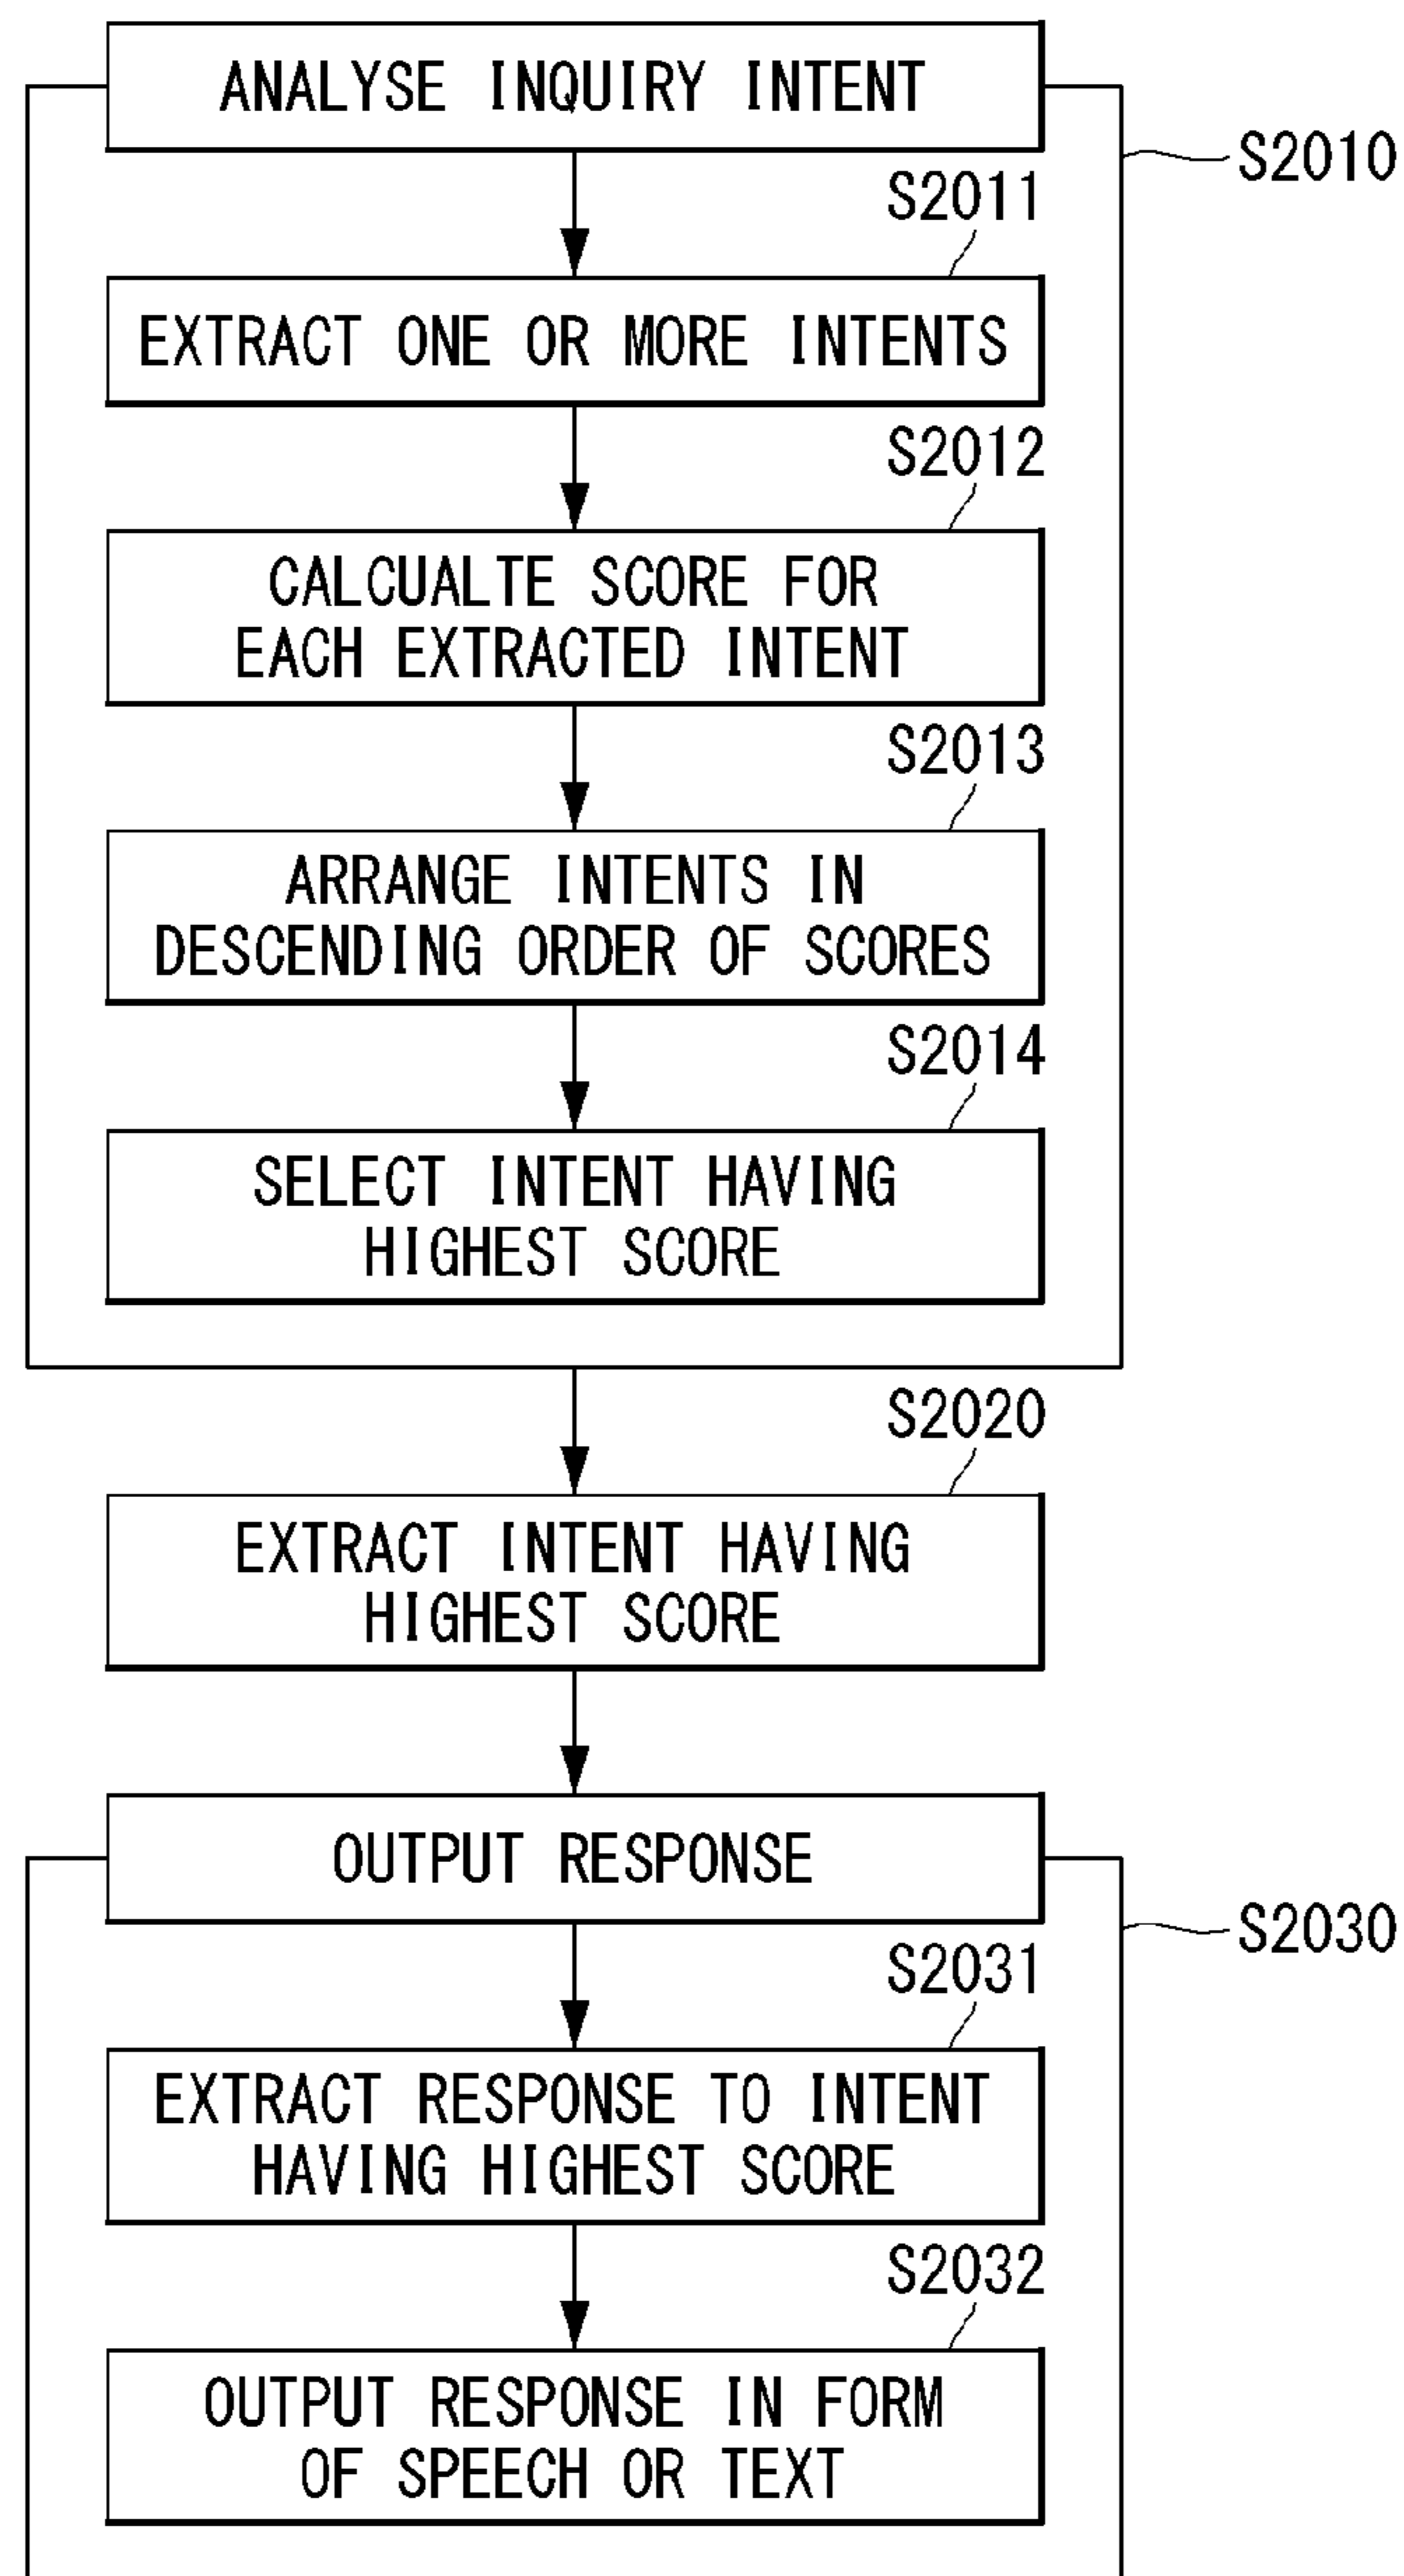 ANALYSE INQUIRY INTENT
S2010
S2011
EXTRACT ONE OR MORE INTENTS
S2012
CALCUALTE SCORE FOR
EACH EXTRACTED INTENT
S2013
ARRANGE INTENTS IN
DESCENDING ORDER OF SCORES
S2014
SELECT INTENT HAVING
HIGHEST SCORE
S2020
EXTRACT INTENT HAVING
HIGHEST SCORE
OUTPUT RESPONSE
S2030
S2031
EXTRACT RESPONSE TO INTENT
HAVING HIGHEST SCORE
S2032
OUTPUT RESPONSE IN FORM
OF SPEECH OR TEXT